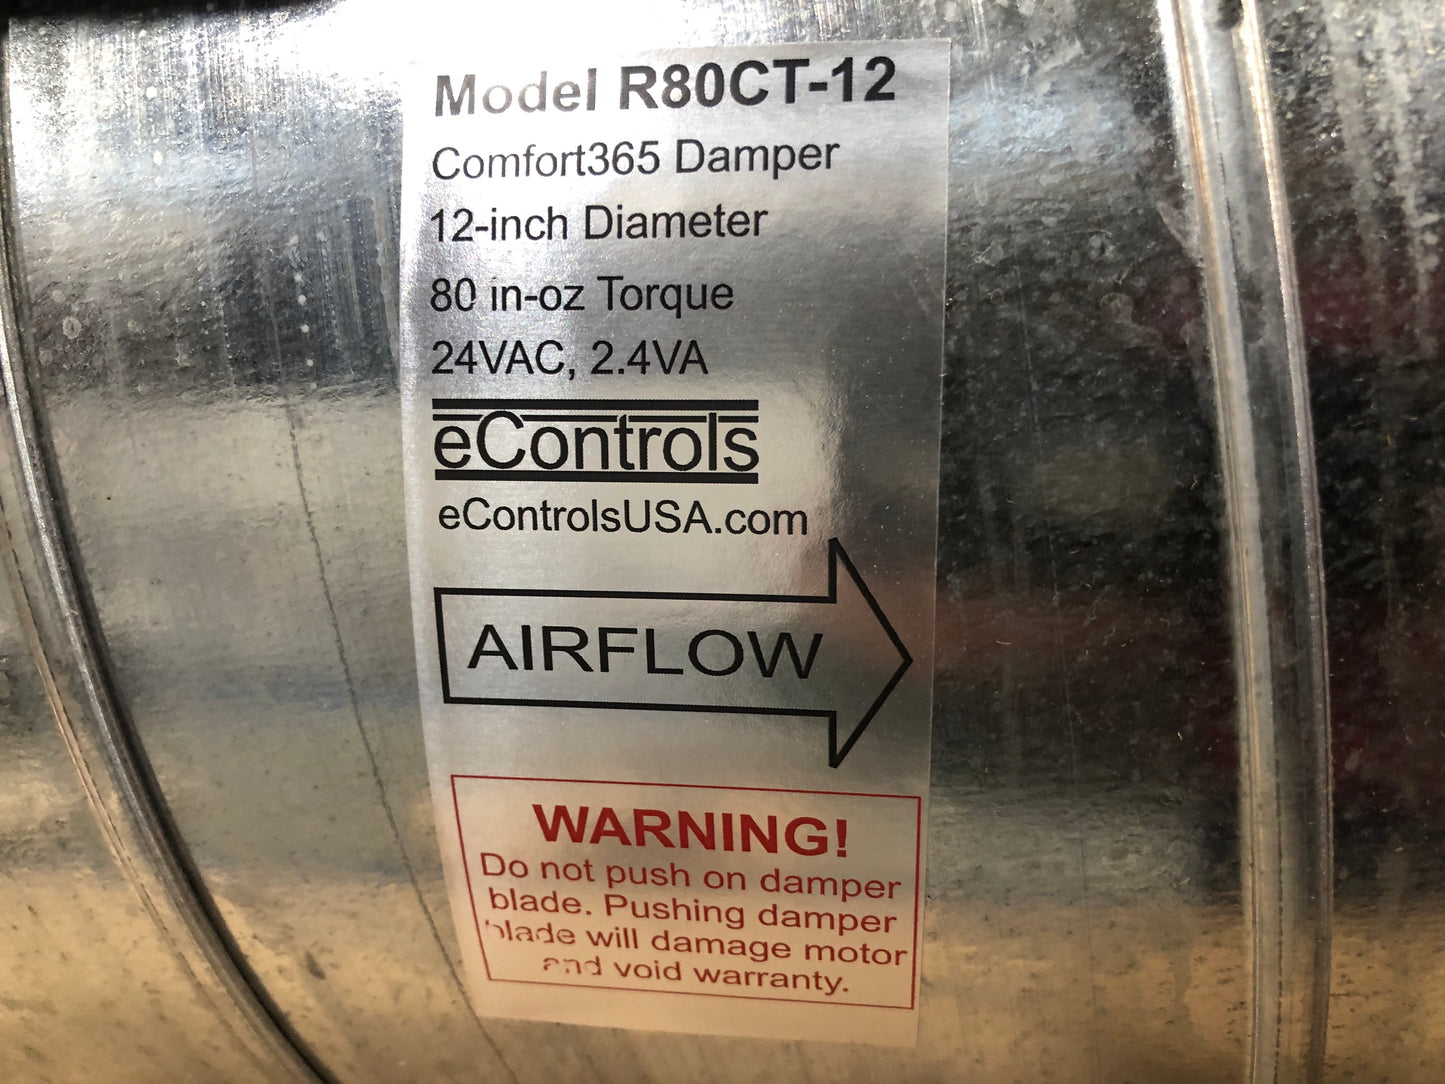 Model R80CT-12
Comfort365 Damper
12-inch Diameter
80 in-oz Torque
24VAC, 2.4VA
eControls
eControlsUSA.com
AIRFLOW
WARNING!
Do not push on damper
blade. Pushing damper
blade will damage motor
and void warranty.